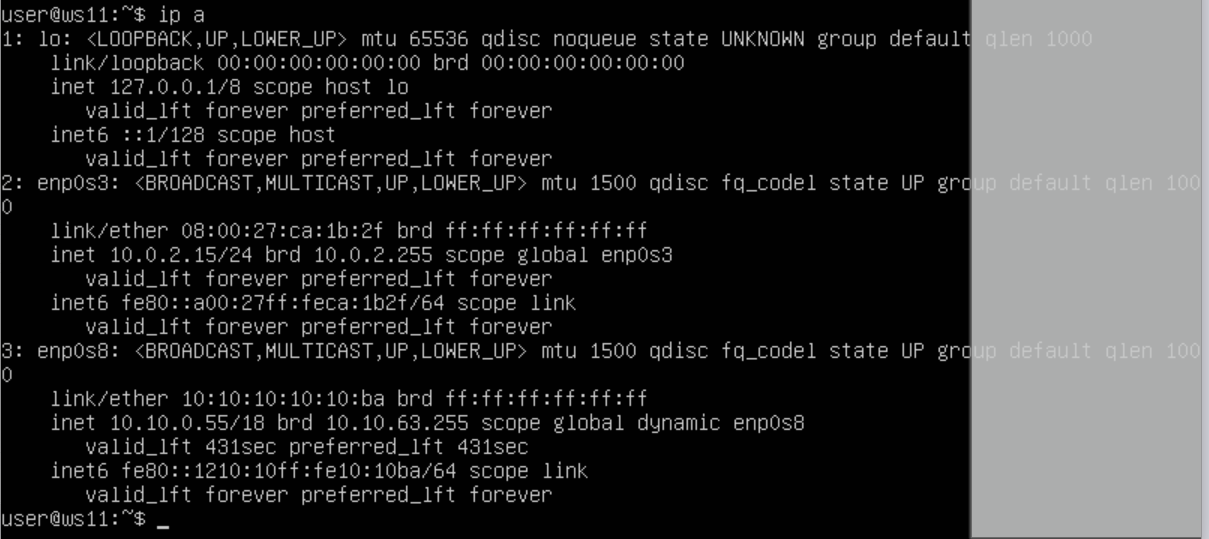 user@ws11:~$ ip a
1: lo: <LOOPBACK,UP,LOWER_UP> mtu 65536 qdisc noqueue state UNKNOWN group default qlen 1000
    link/loopback 00:00:00:00:00:00 brd 00:00:00:00:00:00
    inet 127.0.0.1/8 scope host lo
       valid_lft forever preferred_lft forever
    inet6 ::1/128 scope host
       valid_lft forever preferred_lft forever
2: enp0s3: <BROADCAST,MULTICAST,UP,LOWER_UP> mtu 1500 qdisc fq_codel state UP group default qlen 100
0
    link/ether 08:00:27:ca:1b:2f brd ff:ff:ff:ff:ff:ff
    inet 10.0.2.15/24 brd 10.0.2.255 scope global enp0s3
       valid_lft forever preferred_lft forever
    inet6 fe80::a00:27ff:feca:1b2f/64 scope link
       valid_lft forever preferred_lft forever
3: enp0s8: <BROADCAST,MULTICAST,UP,LOWER_UP> mtu 1500 qdisc fq_codel state UP group default qlen 100
0
    link/ether 10:10:10:10:10:ba brd ff:ff:ff:ff:ff:ff
    inet 10.10.0.55/18 brd 10.10.63.255 scope global dynamic enp0s8
       valid_lft 431sec preferred_lft 431sec
    inet6 fe80::1210:10ff:fe10:10ba/64 scope link
       valid_lft forever preferred_lft forever
user@ws11:~$ _